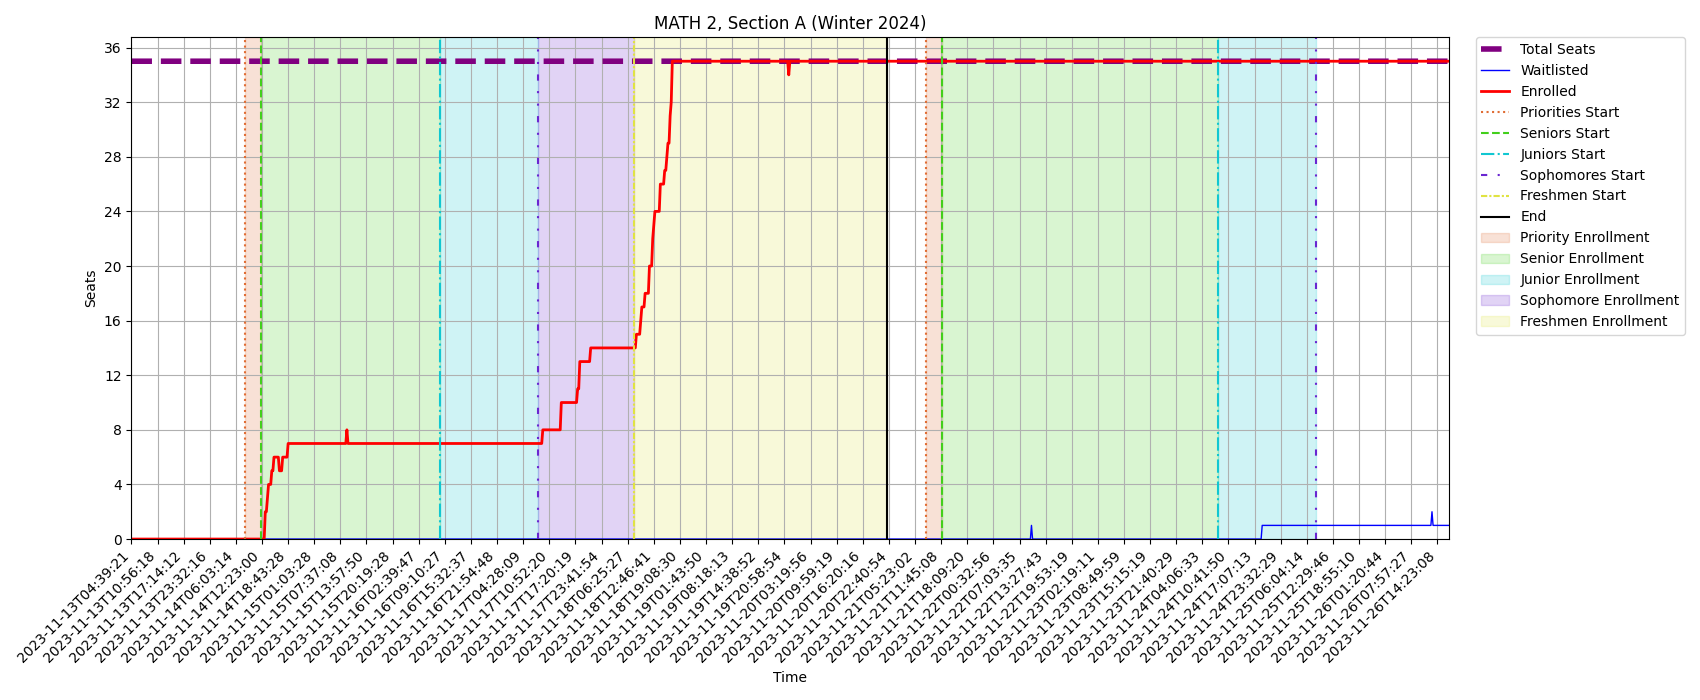 MATH 2, Section A (Winter 2024)
36
32
28
24
20
16
12
8
4
0
Seats
2023-11-13T04:39:21
2023-11-13T10:56:18
2023-11-13T17:14:12
2023-11-13T23:32:16
2023-11-14T06:03:14
2023-11-14T12:23:00
2023-11-14T18:43:28
2023-11-15T01:03:28
2023-11-15T07:37:08
2023-11-15T13:57:50
2023-11-15T20:19:28
2023-11-16T02:39:47
2023-11-16T09:10:27
2023-11-16T15:32:37
2023-11-16T21:54:48
2023-11-17T04:28:09
2023-11-17T10:52:20
2023-11-17T17:20:19
2023-11-17T23:41:54
2023-11-18T06:25:27
2023-11-18T12:46:41
2023-11-18T19:08:30
2023-11-19T01:43:50
2023-11-19T08:18:13
2023-11-19T14:38:52
2023-11-19T20:58:54
2023-11-20T03:19:56
2023-11-20T09:59:19
2023-11-20T16:20:16
2023-11-20T22:40:54
2023-11-21T05:23:02
2023-11-21T11:45:08
2023-11-21T18:09:20
2023-11-22T00:32:56
2023-11-22T07:03:35
2023-11-22T13:27:43
2023-11-22T19:53:19
2023-11-23T02:19:11
2023-11-23T08:49:59
2023-11-23T15:15:19
2023-11-23T21:40:29
2023-11-24T04:06:33
2023-11-24T10:41:50
2023-11-24T17:07:13
2023-11-24T23:32:29
2023-11-25T06:04:14
2023-11-25T12:29:46
2023-11-25T18:55:10
2023-11-26T01:20:44
2023-11-26T07:57:27
2023-11-26T14:23:08
Time
Total Seats
Waitlisted
Enrolled
Priorities Start
Seniors Start
Juniors Start
Sophomores Start
Freshmen Start
End
Priority Enrollment
Senior Enrollment
Junior Enrollment
Sophomore Enrollment
Freshmen Enrollment